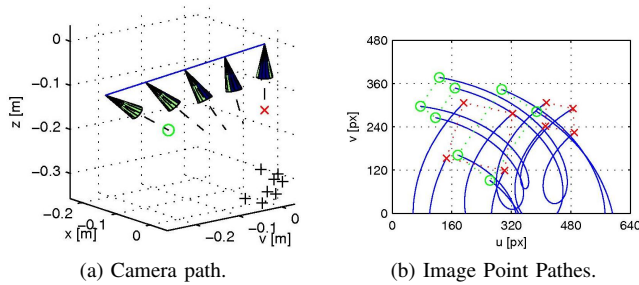 0
−0.1
−0.2
−0.3
z [m]
−0.2
−0.1
0
x [m]
−0.2
−0.1
0
v [m]
(a) Camera path.
480
360
240
120
0
v [px]
0
160
320
480
640
u [px]
(b) Image Point Pathes.